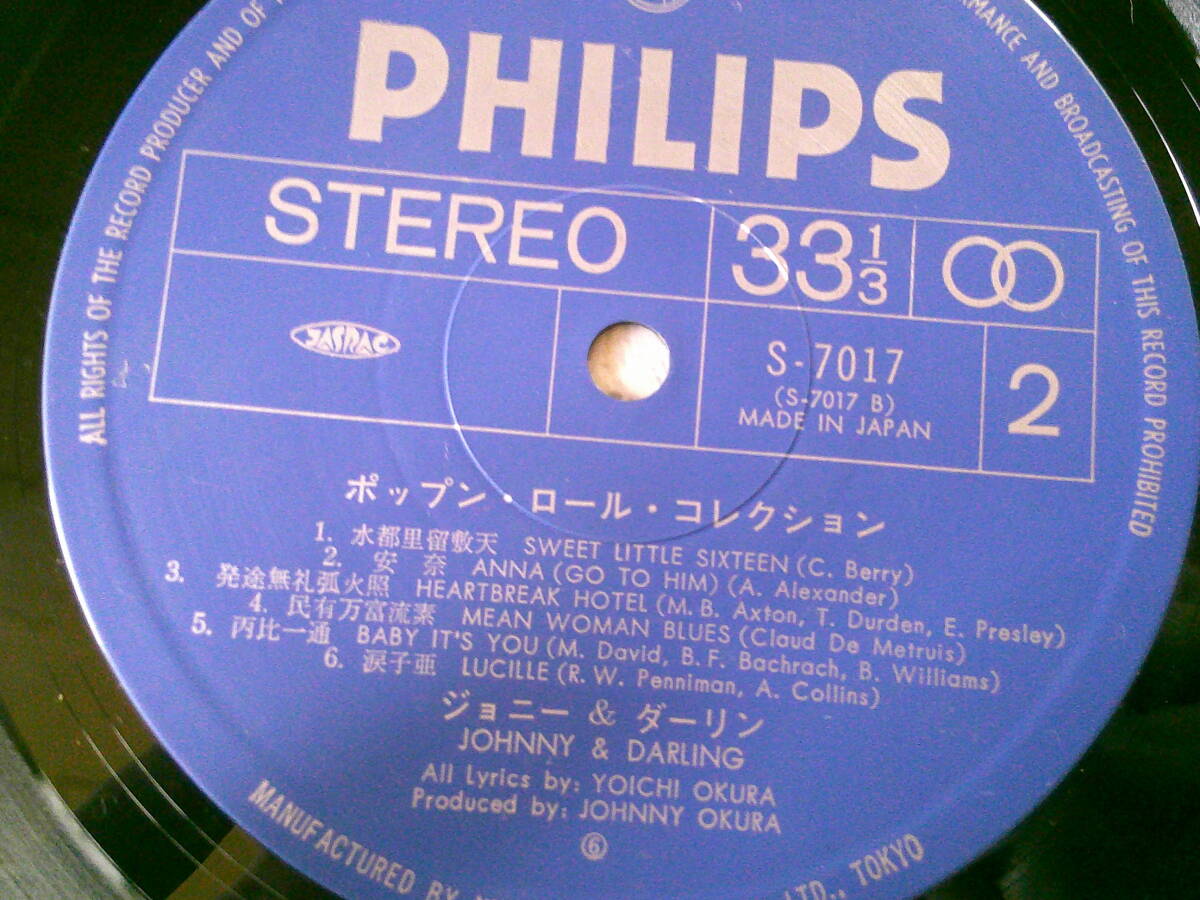 PHILIPS
STEREO
33 1/3
JASRAC
S-7017
(S-7017 B)
MADE IN JAPAN
2
ポップン・ロール・コレクション
1. 水都里留敷天 SWEET LITTLE SIXTEEN (C. Berry)
2. 安奈 ANNA (GO TO HIM) (A. Alexander)
3. 発途無礼弧火照 HEARTBREAK HOTEL (M. B. Axton, T. Durden, E. Presley)
4. 民有万富流素 MEAN WOMAN BLUES (Claud De Metruis)
5. 丙比一通 BABY IT'S YOU (M. David, B. F. Bachrach, B. Williams)
6. 涙子亜 LUCILLE (R. W. Penniman, A. Collins)
ジョニー & ダーリン
JOHNNY & DARLING
All Lyrics by: YOICHI OKURA
Produced by: JOHNNY OKURA
⑥
ALL RIGHTS OF THE RECORD PRODUCER AND OF
AND BROADCASTING OF THIS RECORD PROHIBITED
MANUFACTURED BY
LTD., TOKYO